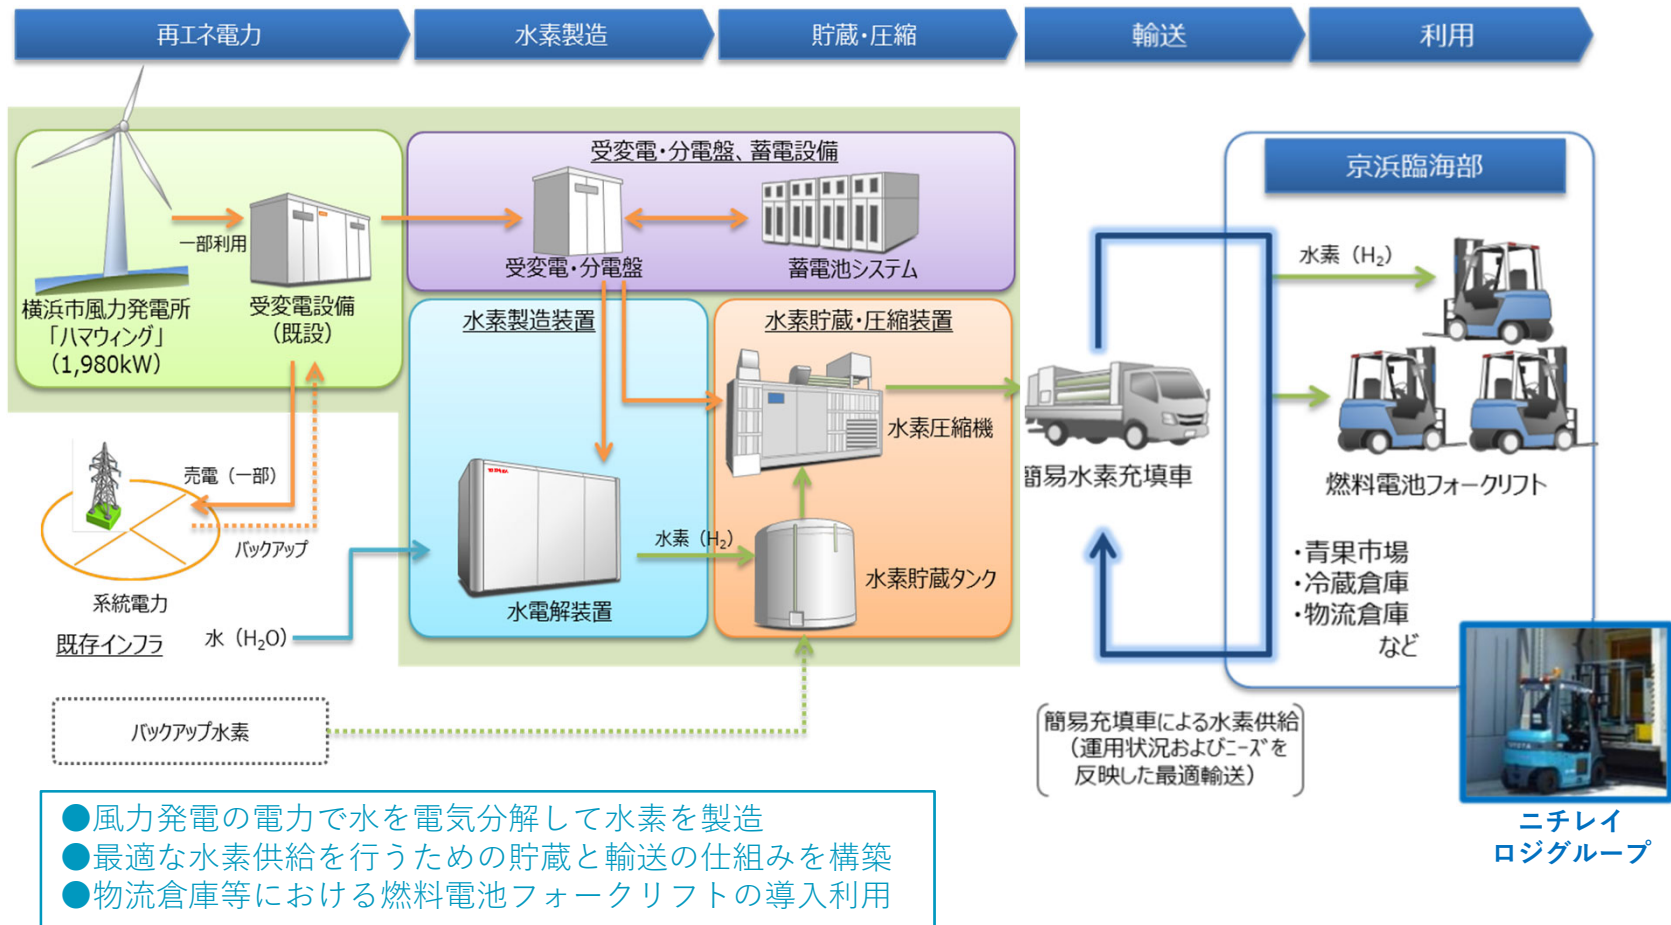 再エネ電力
水素製造
貯蔵・圧縮
輸送
利用
受変電・分電盤、蓄電設備
一部利用
受変電・分電盤
蓄電池システム
横浜市風力発電所
「ハマウィング」
（1,980kW）
受変電設備
（既設）
水素製造装置
水素貯蔵・圧縮装置
京浜臨海部
水素（H₂）
水素圧縮機
簡易水素充填車
燃料電池フォークリフト
売電（一部）
バックアップ
系統電力
既存インフラ
水（H₂O）
水素（H₂）
水電解装置
水素貯蔵タンク
・青果市場
・冷蔵倉庫
・物流倉庫
など
バックアップ水素
簡易充填車による水素供給
（運用状況およびニーズを
反映した最適輸送）
ニチレイ
ロジグループ
●風力発電の電力で水を電気分解して水素を製造
●最適な水素供給を行うための貯蔵と輸送の仕組みを構築
●物流倉庫等における燃料電池フォークリフトの導入利用